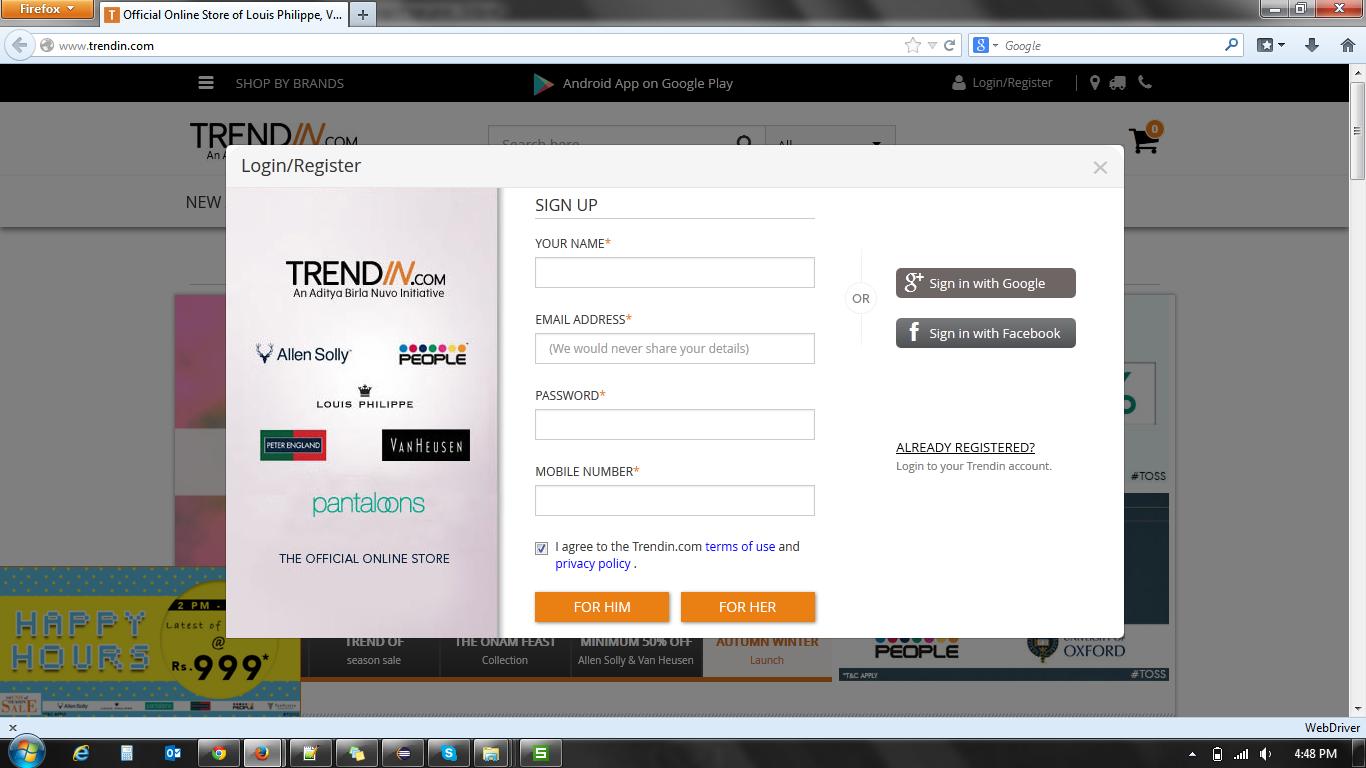 Firefox
Official Online Store of Louis Philippe, V...
www.trendin.com
Google
SHOP BY BRANDS
Android App on Google Play
Login/Register
TRENDIN.COM
Search here
All
0
NEW
Login/Register
TRENDIN.COM
An Aditya Birla Nuvo Initiative
Allen Solly
PEOPLE
LOUIS PHILIPPE
PETER ENGLAND
VANHEUSEN
pantaloons
THE OFFICIAL ONLINE STORE
SIGN UP
YOUR NAME*
EMAIL ADDRESS*
(We would never share your details)
PASSWORD*
MOBILE NUMBER*
I agree to the Trendin.com terms of use and
privacy policy .
FOR HIM
FOR HER
OR
g+ Sign in with Google
f Sign in with Facebook
ALREADY REGISTERED?
Login to your Trendin account.
#TOSS
HAPPY
HOURS
2 PM -
Latest of
@
Rs.999*
SALE
TREND OF
season sale
THE ONAM FEAST
Collection
MINIMUM 50% OFF
Allen Solly & Van Heusen
AUTUMN WINTER
Launch
PEOPLE
UNIVERSITY OF
OXFORD
*T&C APPLY
#TOSS
WebDriver
4:48 PM